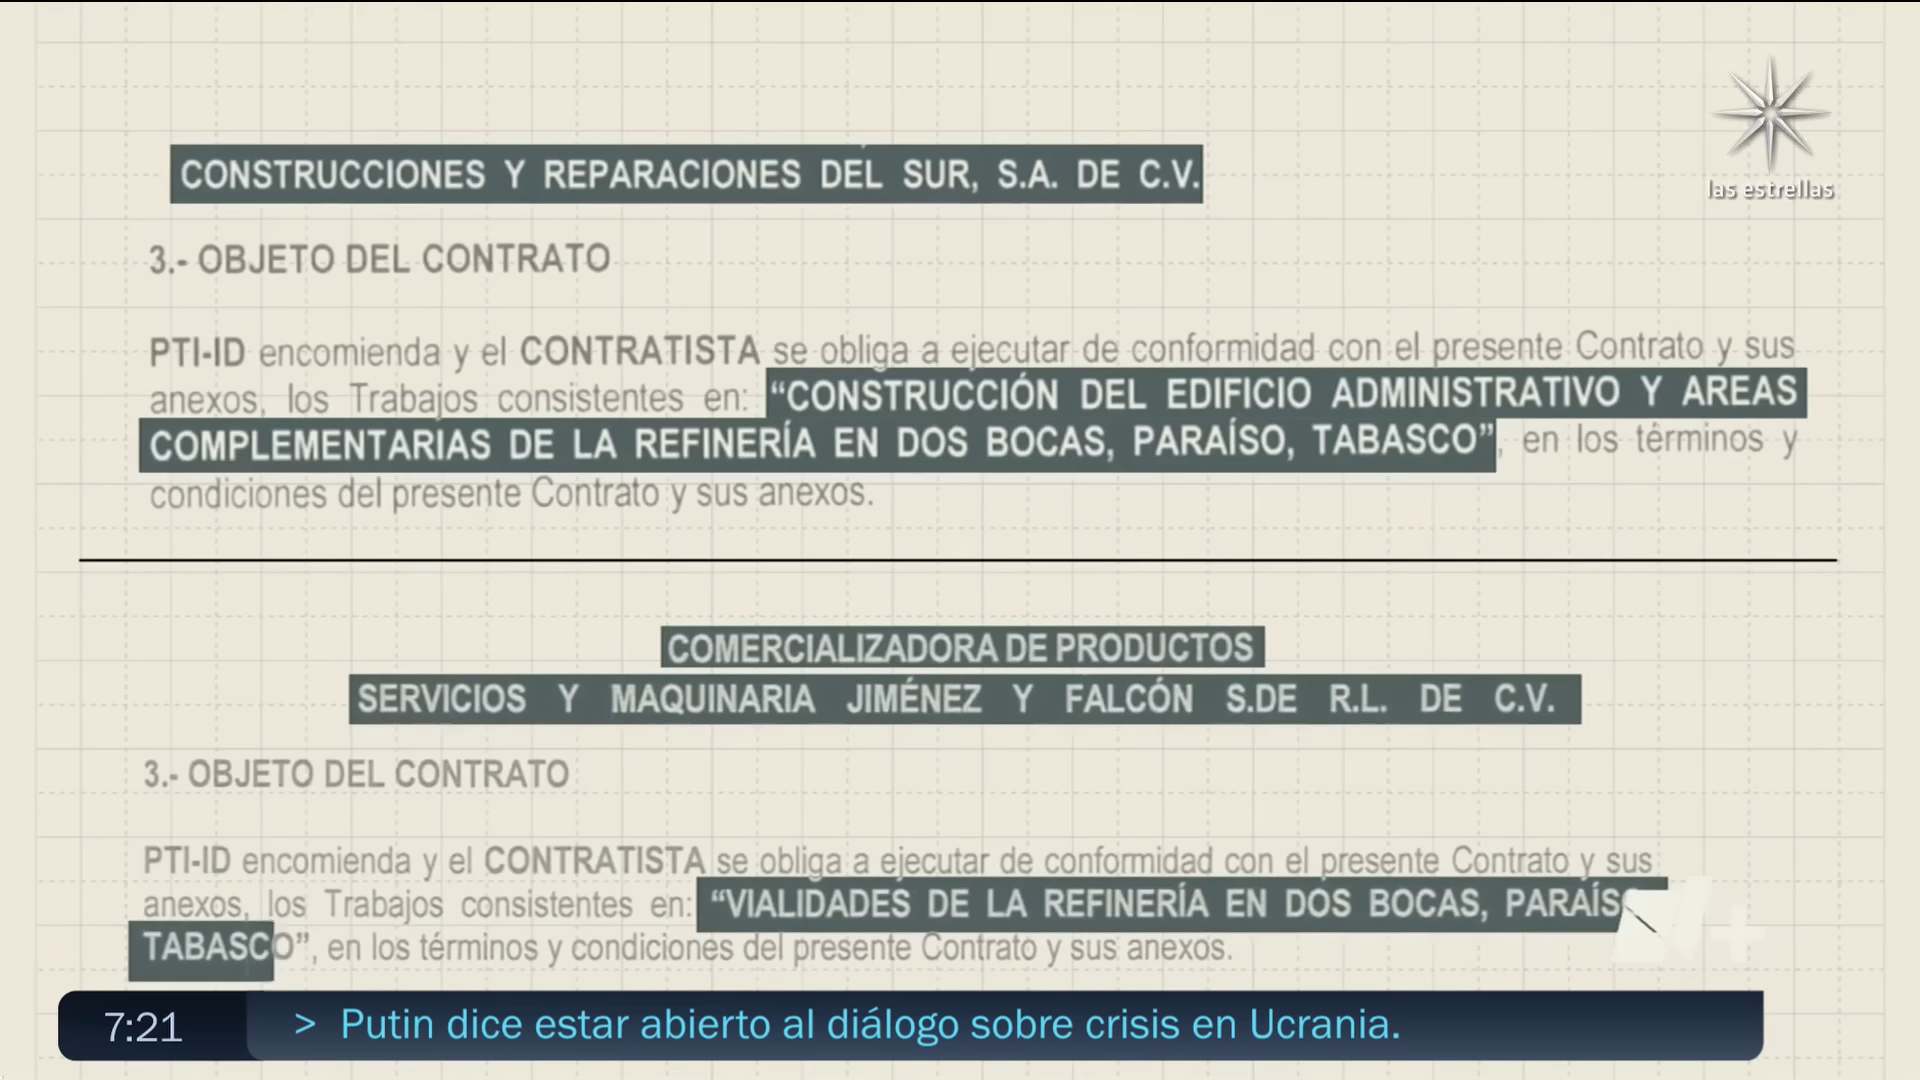 las estrellas
CONSTRUCCIONES Y REPARACIONES DEL SUR, S.A. DE C.V.
3.- OBJETO DEL CONTRATO
PTI-ID encomienda y el CONTRATISTA se obliga a ejecutar de conformidad con el presente Contrato y sus
anexos, los Trabajos consistentes en: “CONSTRUCCIÓN DEL EDIFICIO ADMINISTRATIVO Y AREAS
COMPLEMENTARIAS DE LA REFINERÍA EN DOS BOCAS, PARAÍSO, TABASCO”, en los términos y
condiciones del presente Contrato y sus anexos.
COMERCIALIZADORA DE PRODUCTOS
SERVICIOS Y MAQUINARIA JIMÉNEZ Y FALCÓN S.DE R.L. DE C.V.
3.- OBJETO DEL CONTRATO
PTI-ID encomienda y el CONTRATISTA se obliga a ejecutar de conformidad con el presente Contrato y sus
anexos, los Trabajos consistentes en: “VIALIDADES DE LA REFINERÍA EN DOS BOCAS, PARAÍSO
TABASCO”, en los términos y condiciones del presente Contrato y sus anexos.
7:21 > Putin dice estar abierto al diálogo sobre crisis en Ucrania.